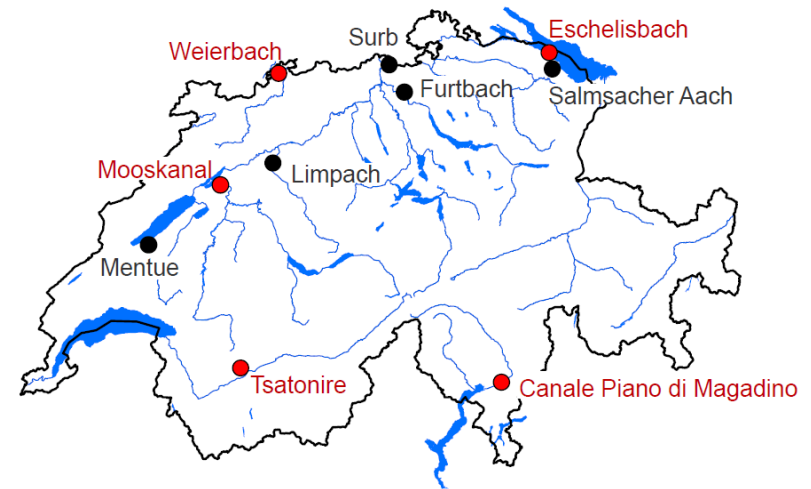 Eschelisbach
Surb
Weierbach
Furtbach
Salmsacher Aach
Mooskanal
Limpach
Mentue
Tsatonire
Canale Piano di Magadino